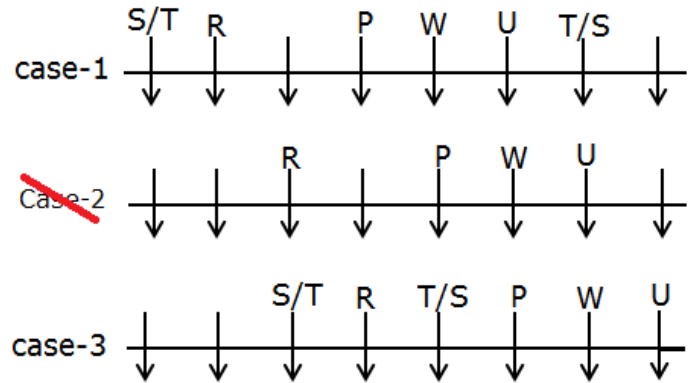 S/T R P W U T/S
case-1
R P W U
Case-2
S/T R T/S P W U
case-3